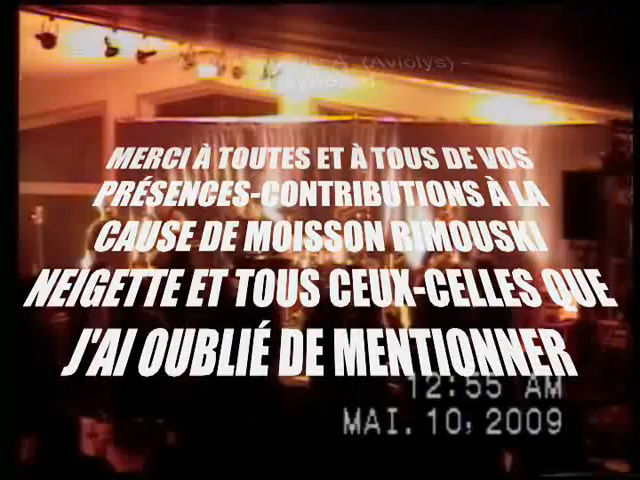 (Aviolys) -
MERCI À TOUTES ET À TOUS DE VOS
PRÉSENCES-CONTRIBUTIONS À LA
CAUSE DE MOISSON RIMOUSKI
NEIGETTE ET TOUS CEUX-CELLES QUE
J'AI OUBLIÉ DE MENTIONNER
12:55 AM
MAI. 10, 2009